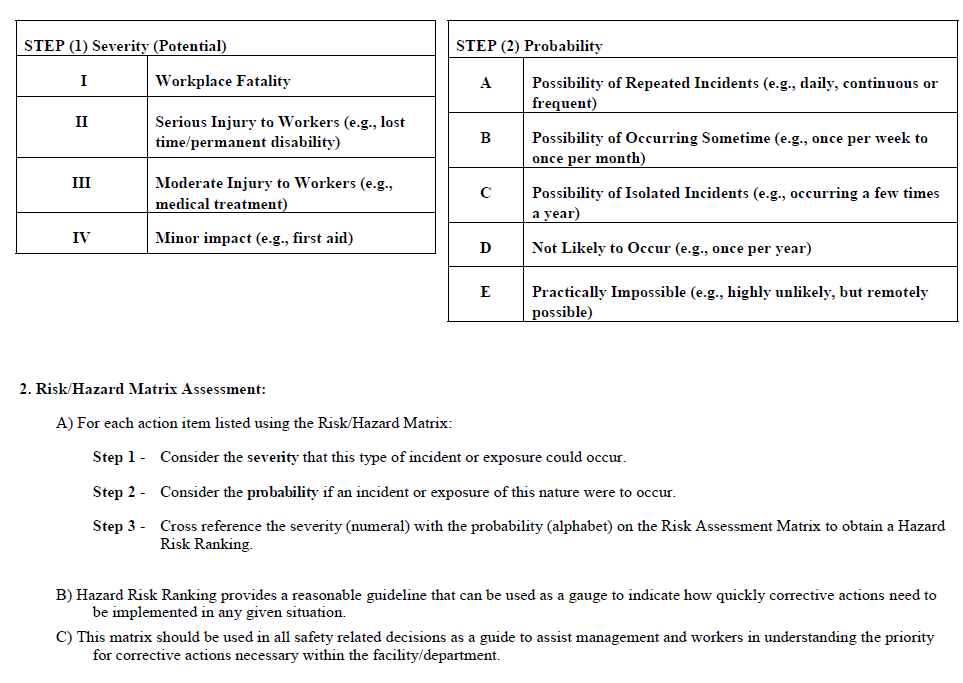 STEP (1) Severity (Potential)
I
Workplace Fatality
II
Serious Injury to Workers (e.g., lost
time/permanent disability)
III
Moderate Injury to Workers (e.g.,
medical treatment)
IV
Minor impact (e.g., first aid)
STEP (2) Probability
A
Possibility of Repeated Incidents (e.g., daily, continuous or
frequent)
B
Possibility of Occurring Sometime (e.g., once per week to
once per month)
C
Possibility of Isolated Incidents (e.g., occurring a few times
a year)
D
Not Likely to Occur (e.g., once per year)
E
Practically Impossible (e.g., highly unlikely, but remotely
possible)
2. Risk/Hazard Matrix Assessment:
A) For each action item listed using the Risk/Hazard Matrix:
Step 1 - Consider the severity that this type of incident or exposure could occur.
Step 2 - Consider the probability if an incident or exposure of this nature were to occur.
Step 3 - Cross reference the severity (numeral) with the probability (alphabet) on the Risk Assessment Matrix to obtain a Hazard
Risk Ranking.
B) Hazard Risk Ranking provides a reasonable guideline that can be used as a gauge to indicate how quickly corrective actions need to
be implemented in any given situation.
C) This matrix should be used in all safety related decisions as a guide to assist management and workers in understanding the priority
for corrective actions necessary within the facility/department.